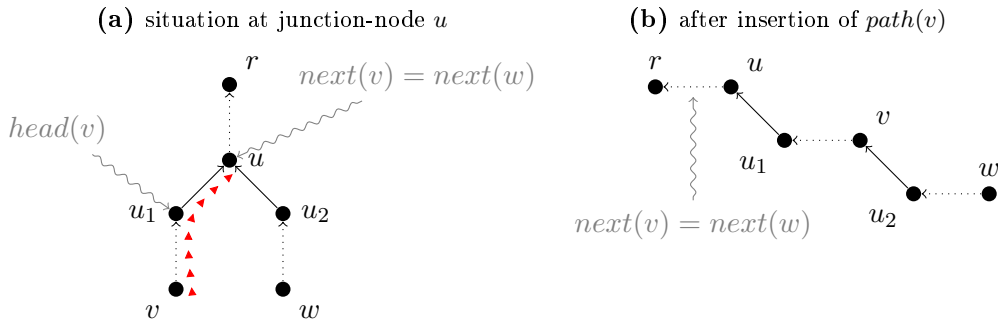 (a) situation at junction-node u
r
next(v) = next(w)
head(v)
u
u₁
u₂
v
w
(b) after insertion of path(v)
r
u
v
u₁
w
u₂
next(v) = next(w)